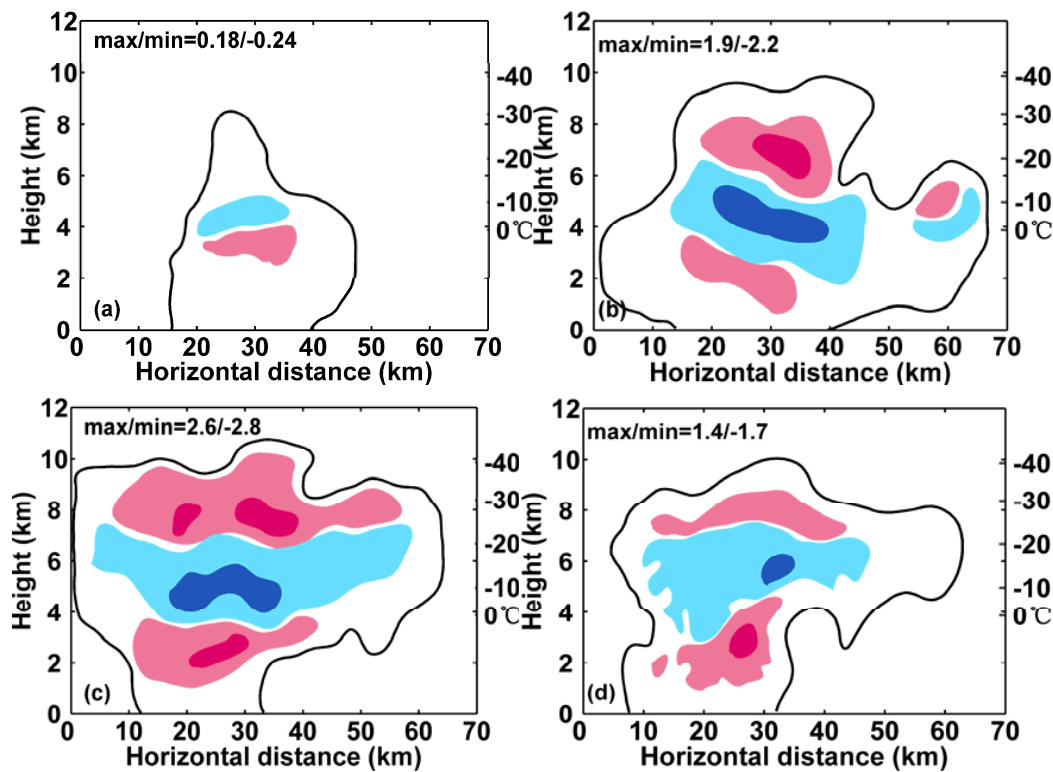 max/min=0.18/-0.24
12
10
8
6
4
2
0
Height (km)
-40
-30
-20
-10
0℃
(a)
0 10 20 30 40 50 60 70
Horizontal distance (km)
max/min=1.9/-2.2
12
10
8
6
4
2
0
Height (km)
-40
-30
-20
-10
0℃
(b)
0 10 20 30 40 50 60 70
Horizontal distance (km)
max/min=2.6/-2.8
12
10
8
6
4
2
0
Height (km)
-40
-30
-20
-10
0℃
(c)
0 10 20 30 40 50 60 70
Horizontal distance (km)
max/min=1.4/-1.7
12
10
8
6
4
2
0
Height (km)
-40
-30
-20
-10
0℃
(d)
0 10 20 30 40 50 60 70
Horizontal distance (km)